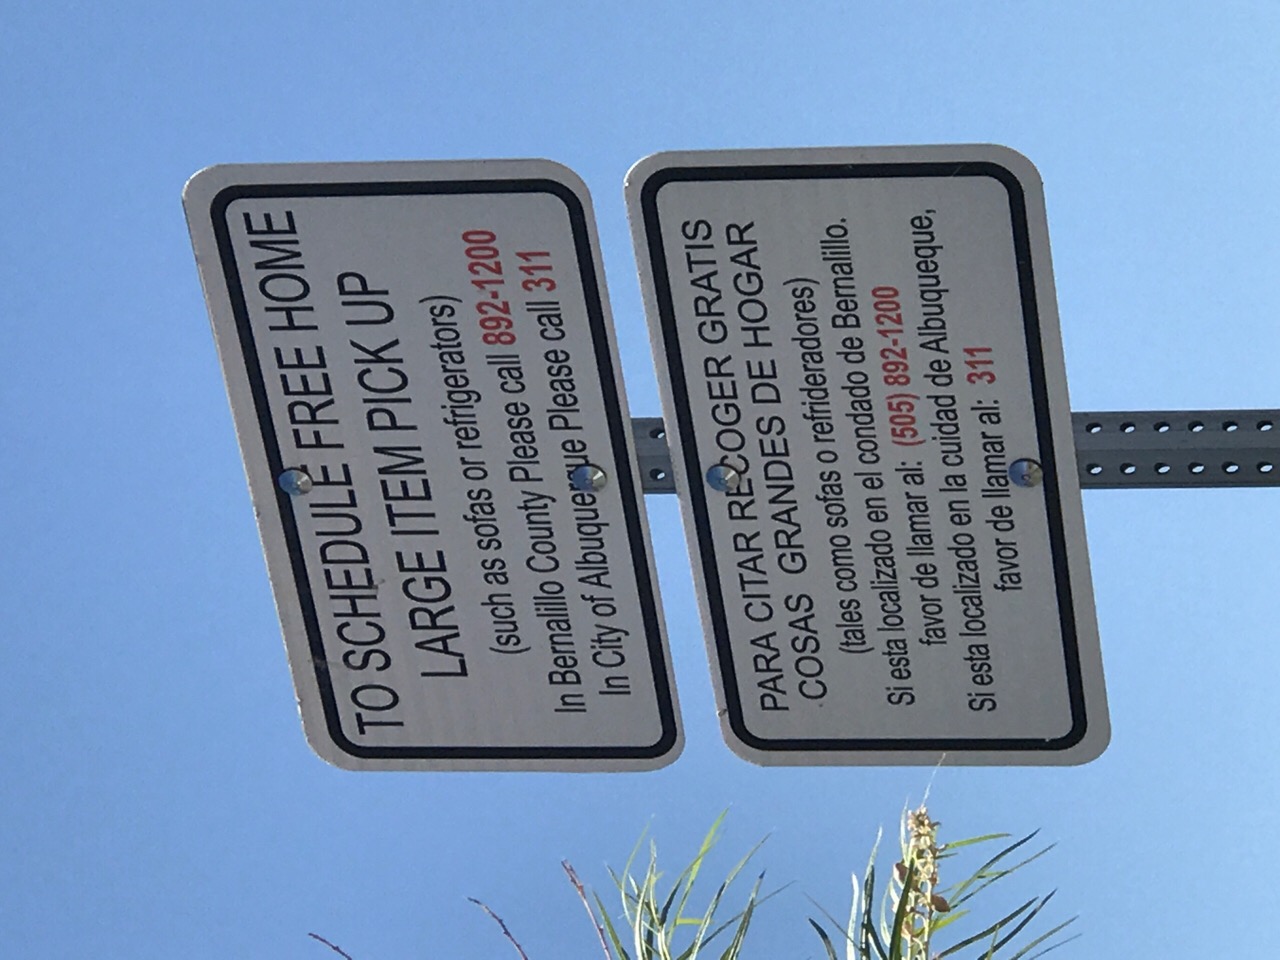 TO SCHEDULE FREE HOME
LARGE ITEM PICK UP
(such as sofas or refrigerators)
In Bernalillo County Please call 892-1200
In City of Albuquerque Please call 311
PARA CITAR RECOGER GRATIS
COSAS GRANDES DE HOGAR
(tales como sofas o refrideradores)
Si esta localizado en el condado de Bernalillo.
favor de llamar al: (505) 892-1200
Si esta localizado en la cuidad de Albuqueque,
favor de llamar al: 311